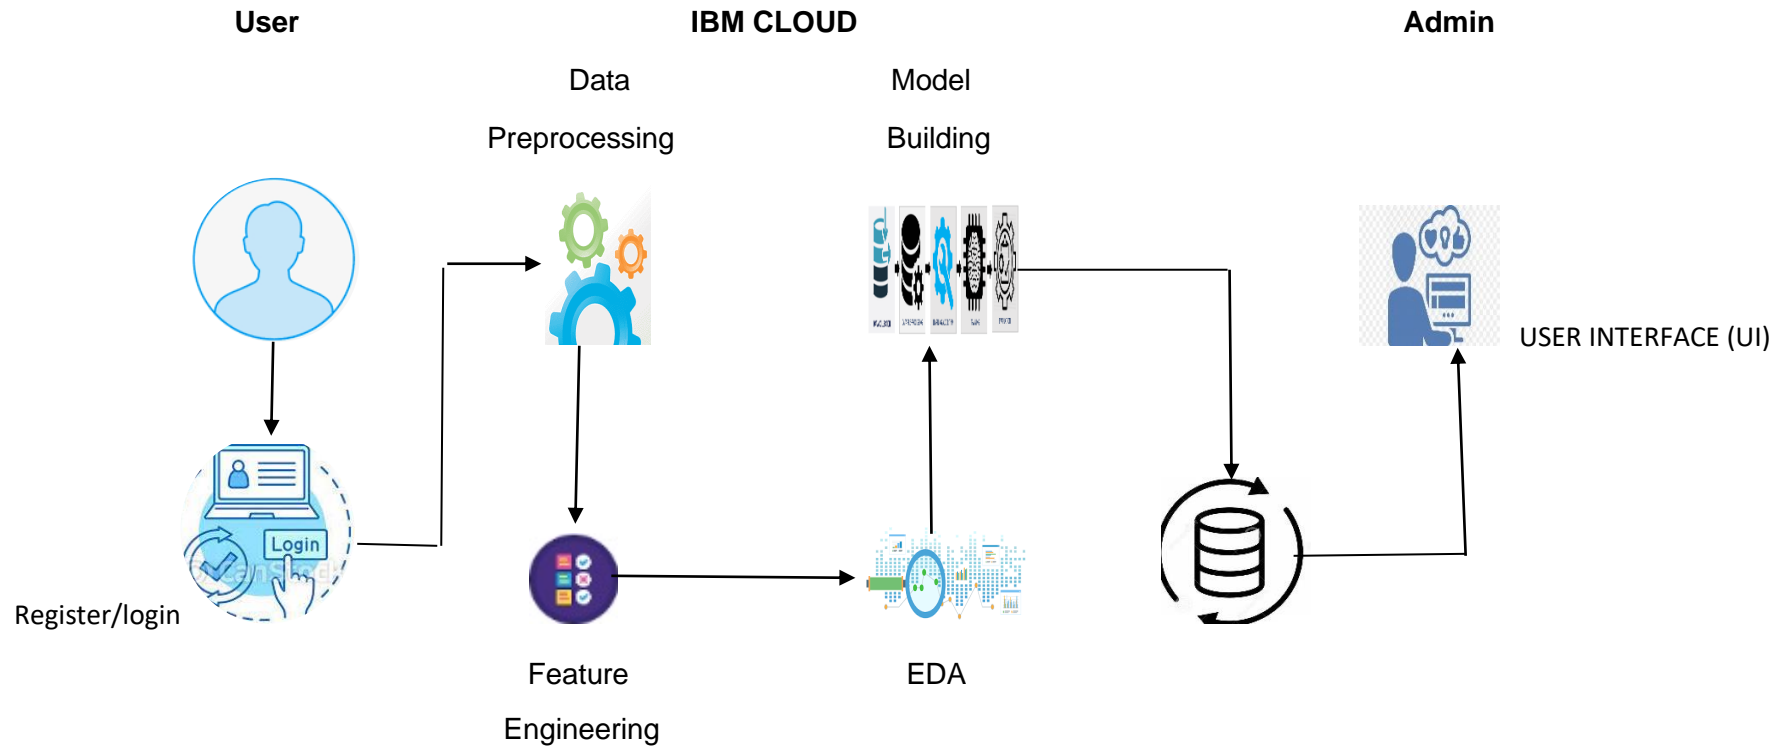 User
IBM CLOUD
Admin
Data
Preprocessing
Model
Building
USER INTERFACE (UI)
Login
Register/login
Feature
Engineering
EDA